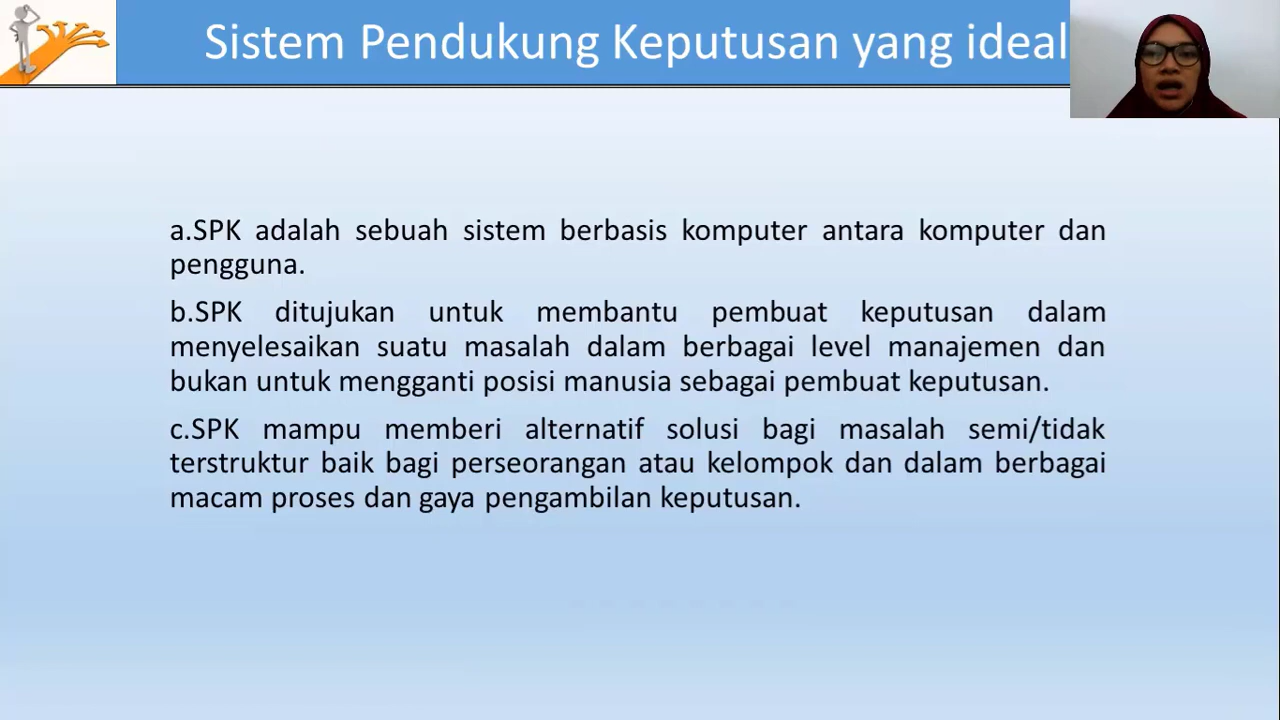 Sistem Pendukung Keputusan yang ideal
a.SPK adalah sebuah sistem berbasis komputer antara komputer dan
pengguna.
b.SPK ditujukan untuk membantu pembuat keputusan dalam
menyelesaikan suatu masalah dalam berbagai level manajemen dan
bukan untuk mengganti posisi manusia sebagai pembuat keputusan.
c.SPK mampu memberi alternatif solusi bagi masalah semi/tidak
terstruktur baik bagi perseorangan atau kelompok dan dalam berbagai
macam proses dan gaya pengambilan keputusan.